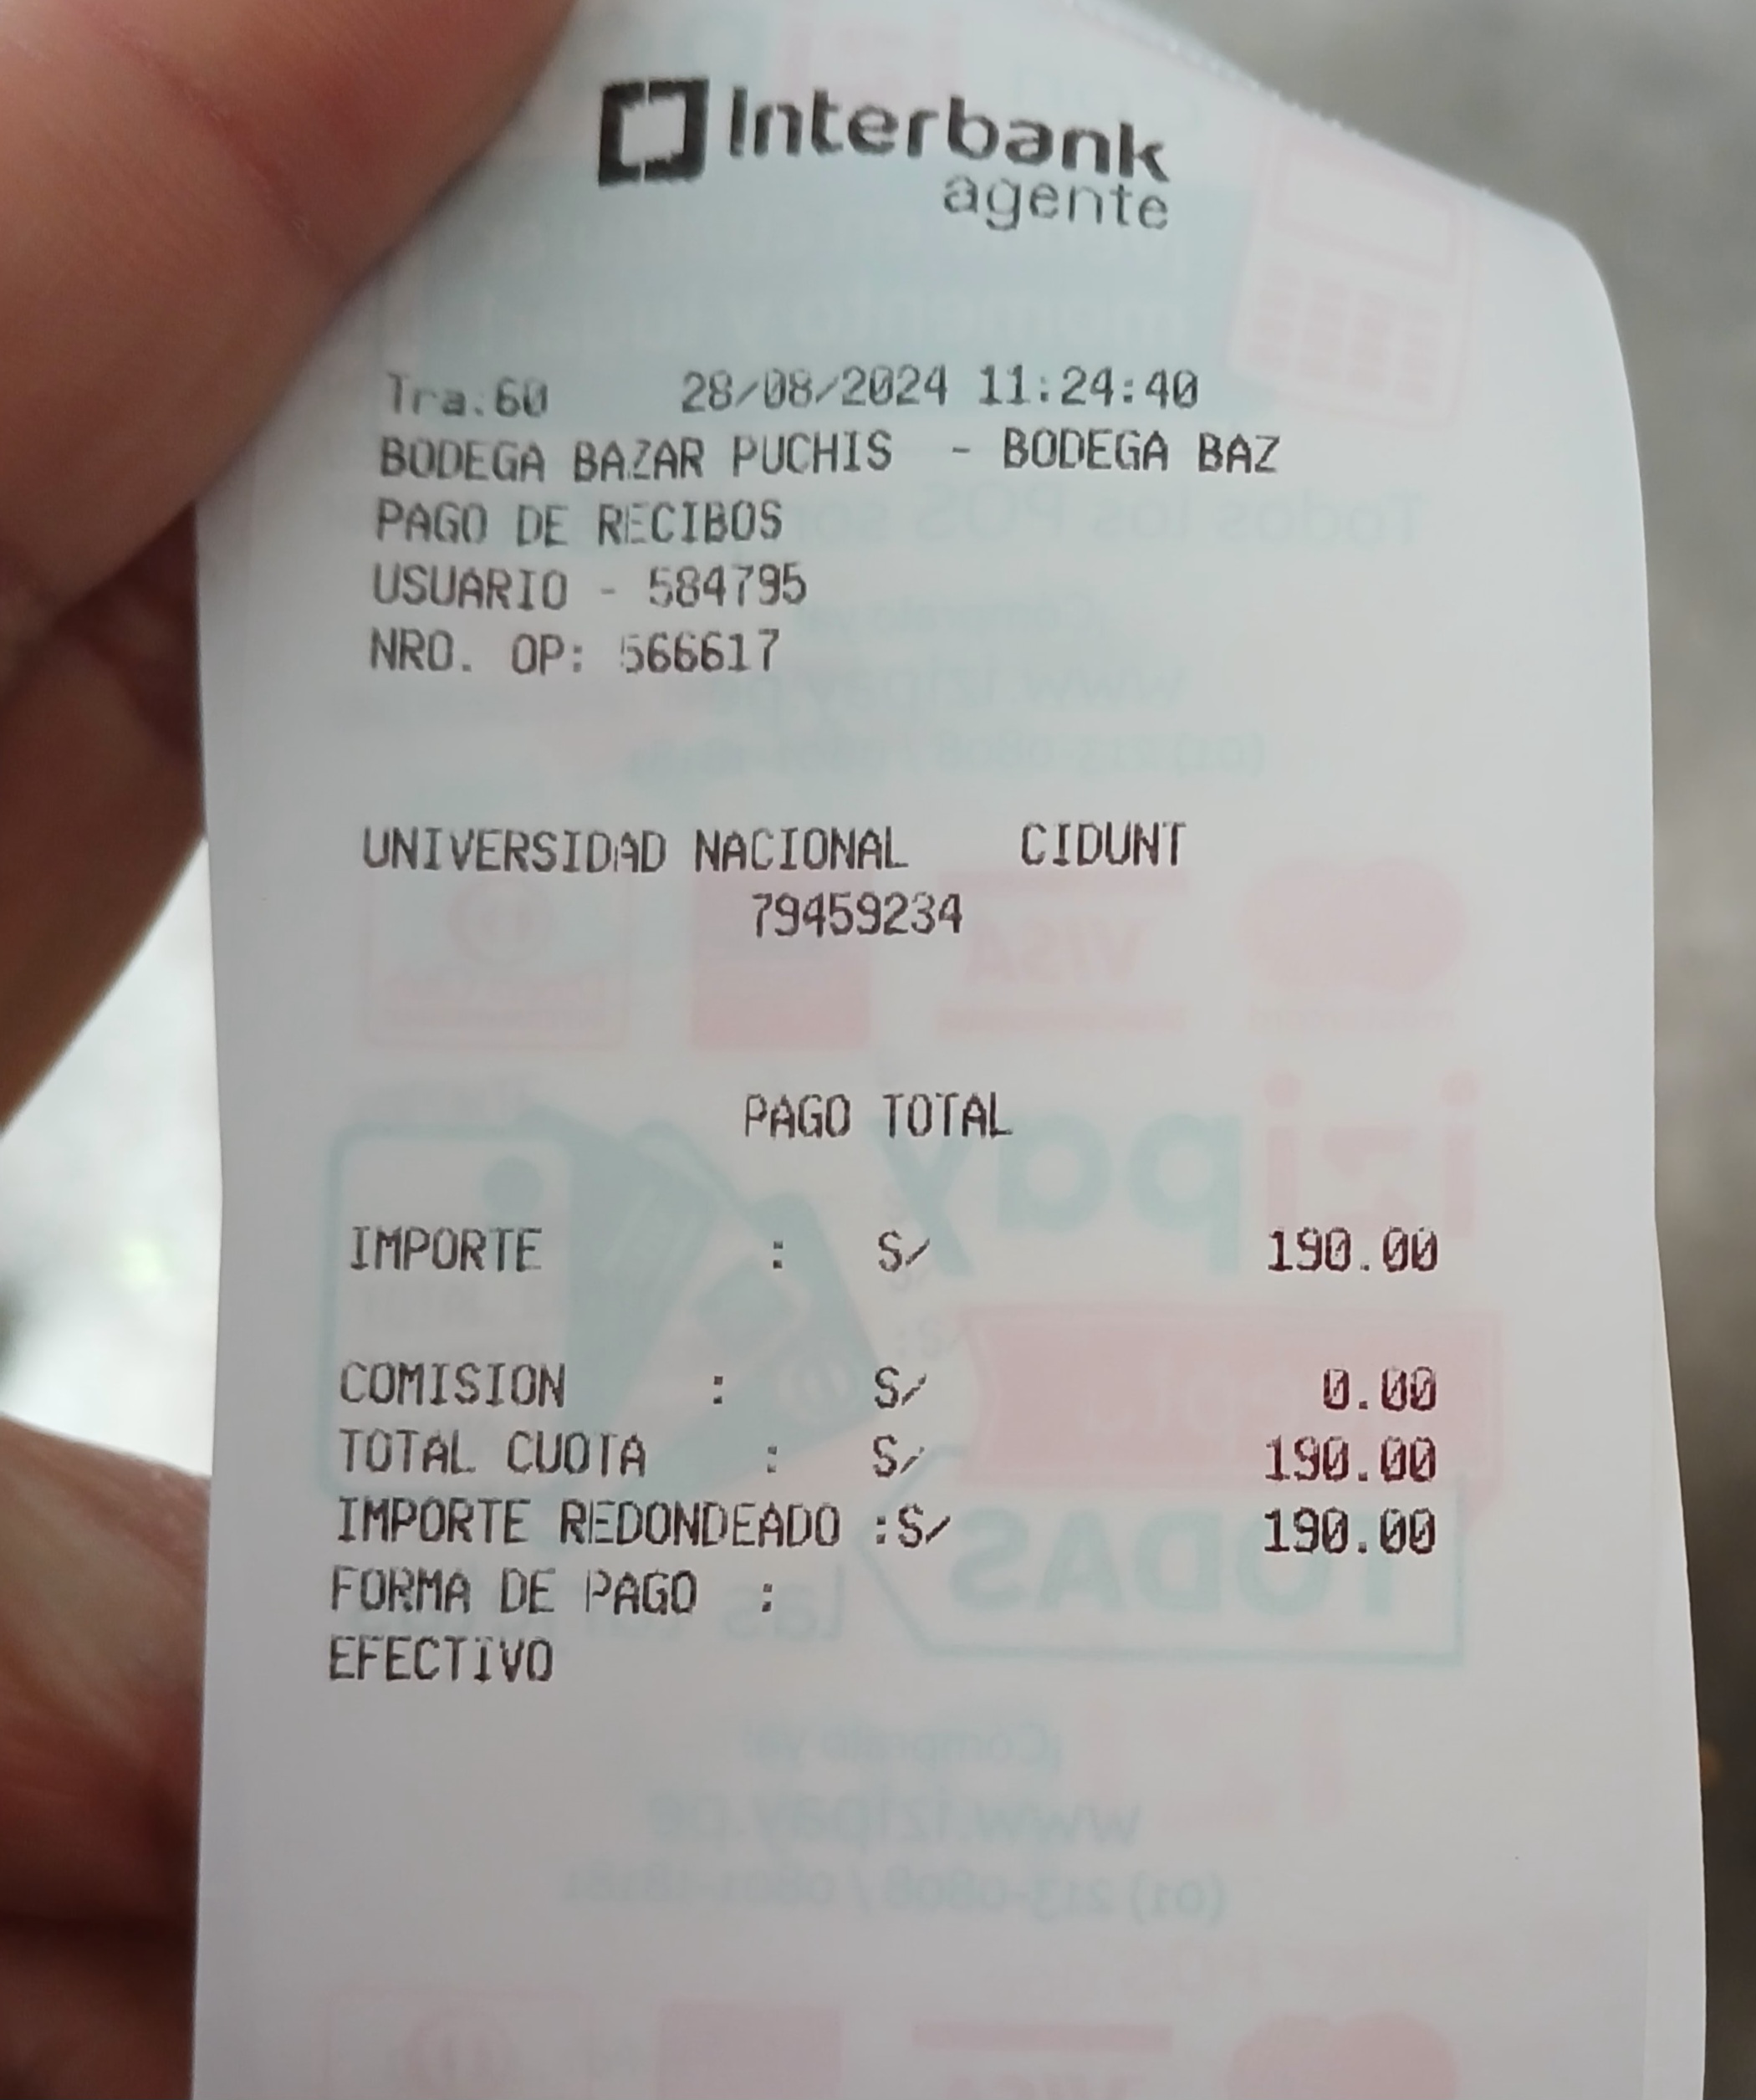 Interbank
agente
Tra:60 28/08/2024 11:24:40
BODEGA BAZAR PUCHIS - BODEGA BAZ
PAGO DE RECIBOS
USUARIO - 584795
NRO. OP: 566617
UNIVERSIDAD NACIONAL CIDUNT
79459234
PAGO TOTAL
IMPORTE : S/ 190.00
COMISION : S/ 0.00
TOTAL CUOTA : S/ 190.00
IMPORTE REDONDEADO :S/ 190.00
FORMA DE PAGO :
EFECTIVO